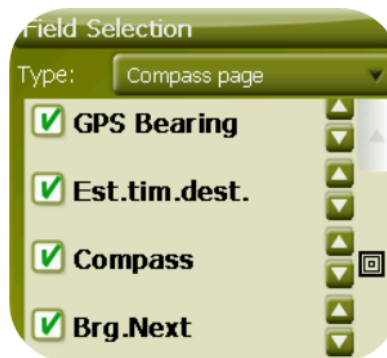 Field Selection
Type: Compass page
GPS Bearing
Est.tim.dest.
Compass
Brg.Next